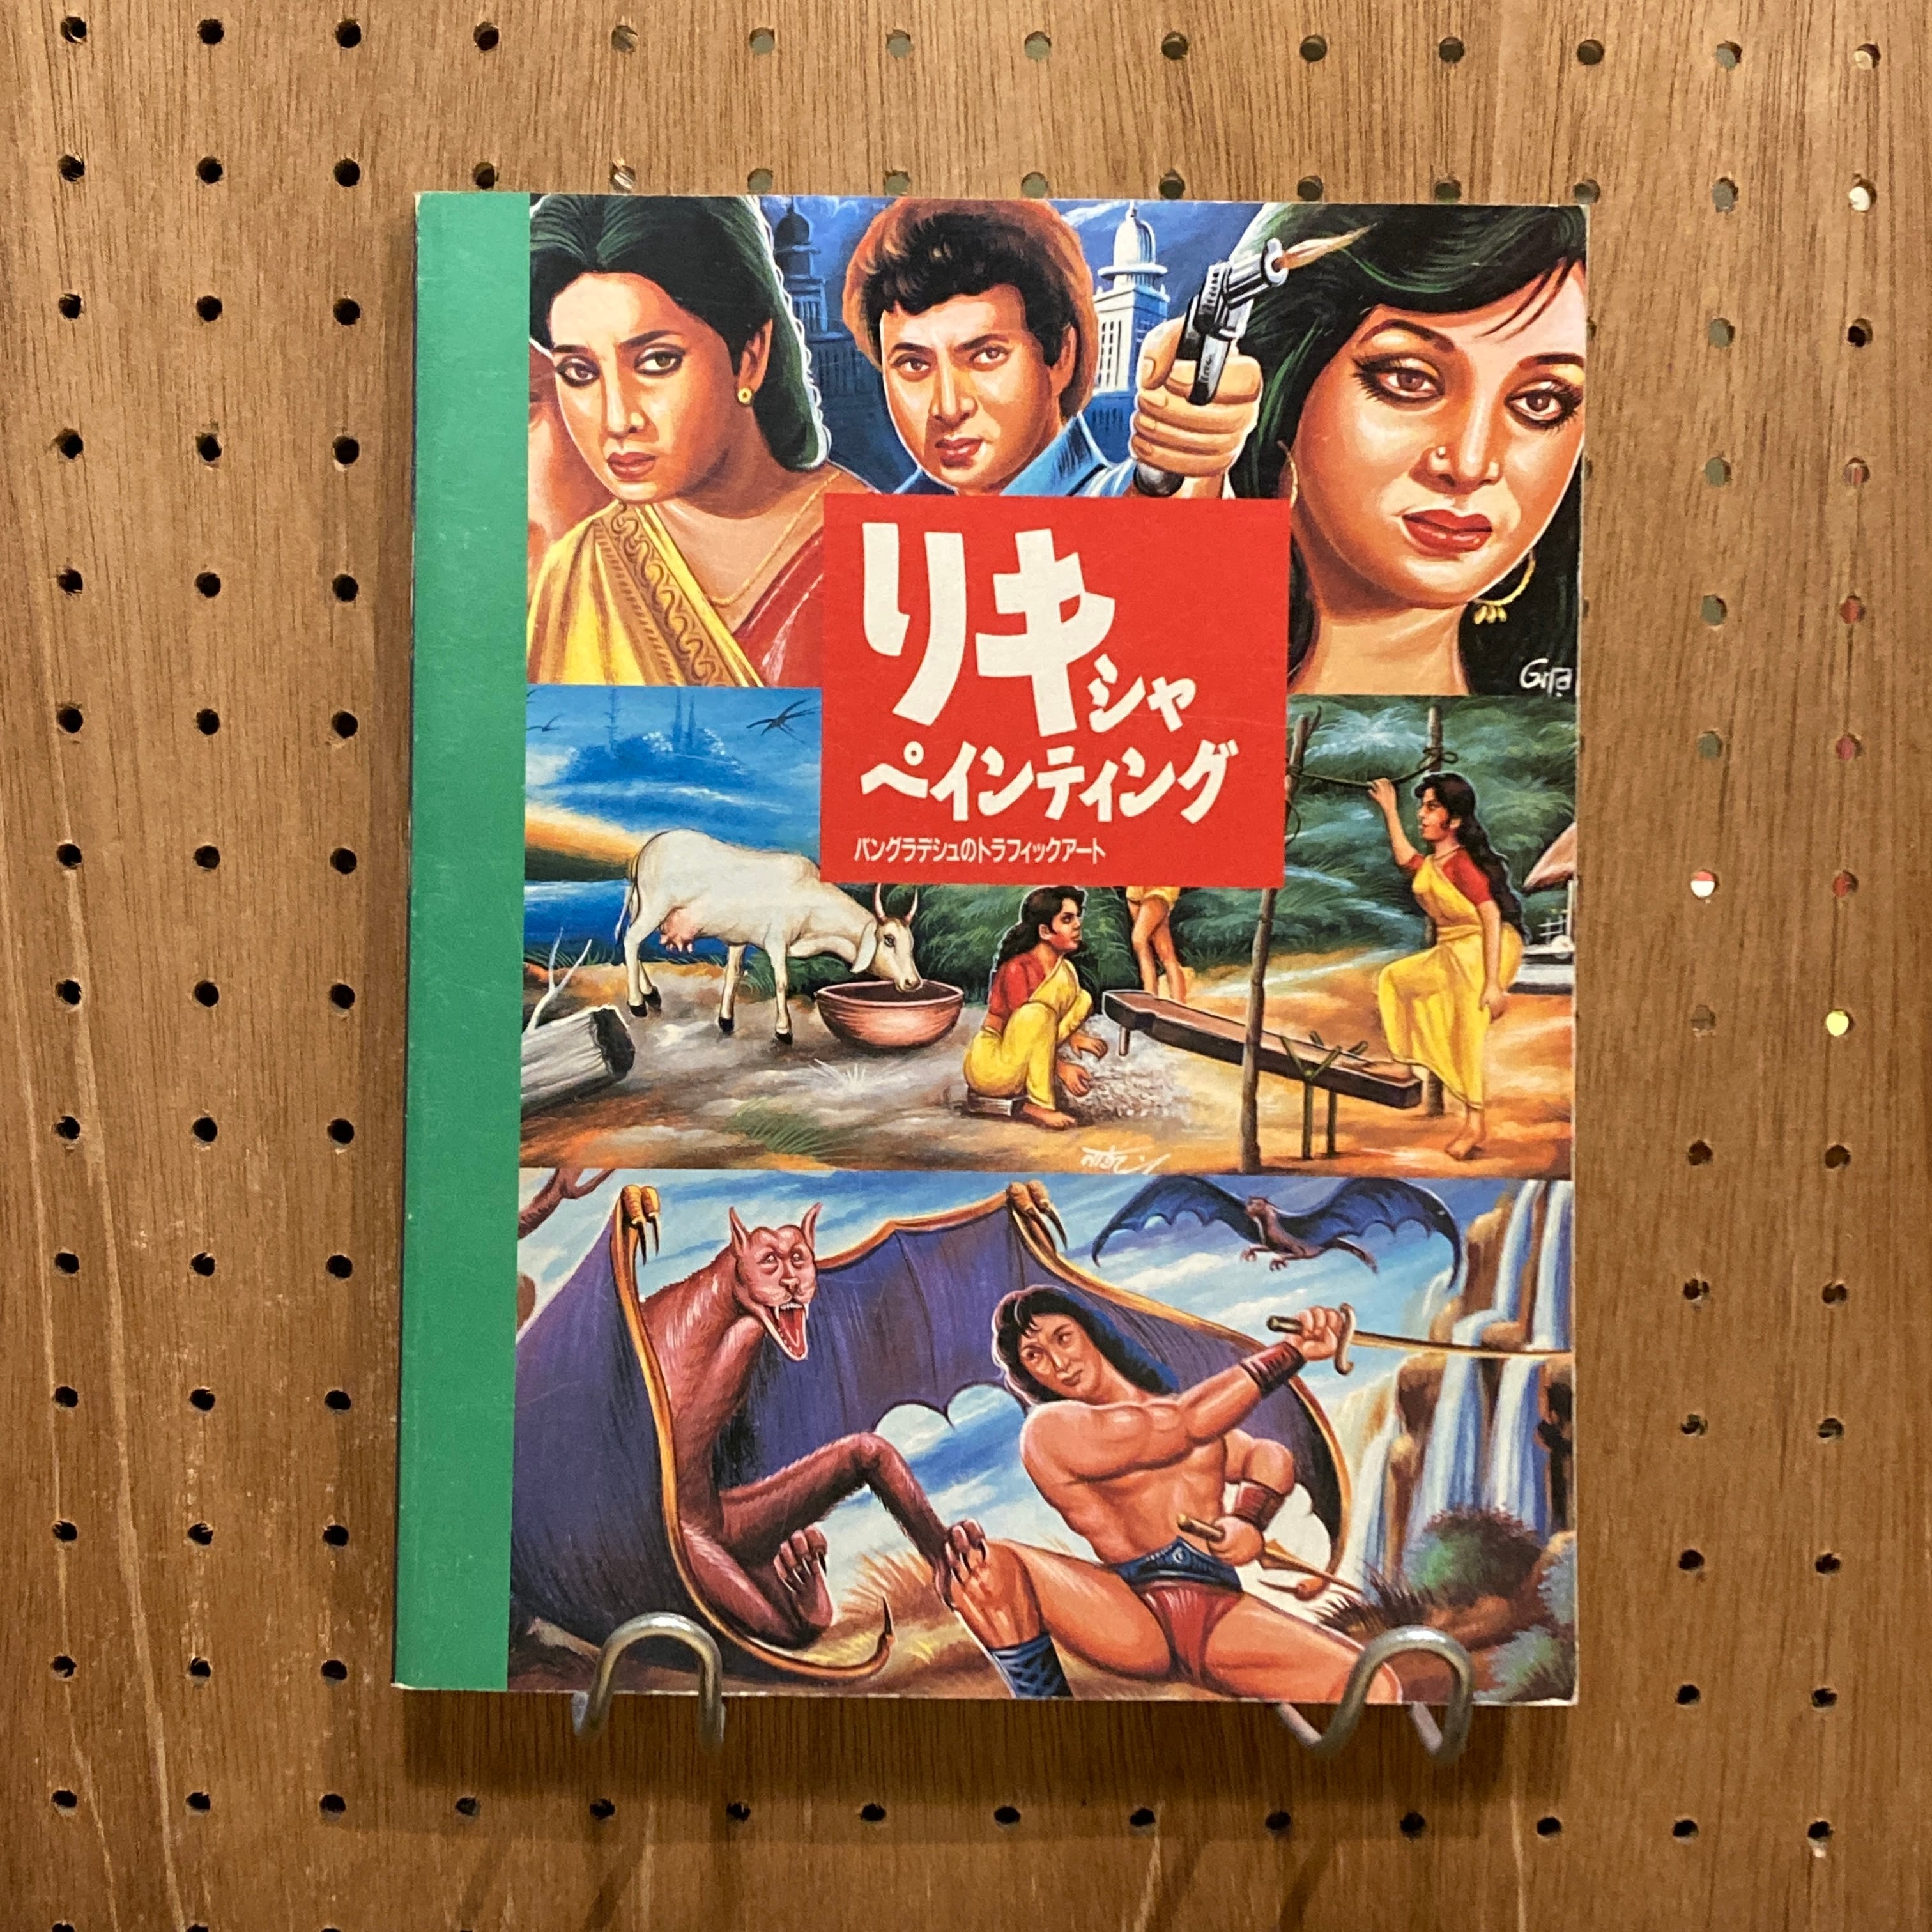 リキシャ
ペインティング
バングラデシュのトラフィックアート